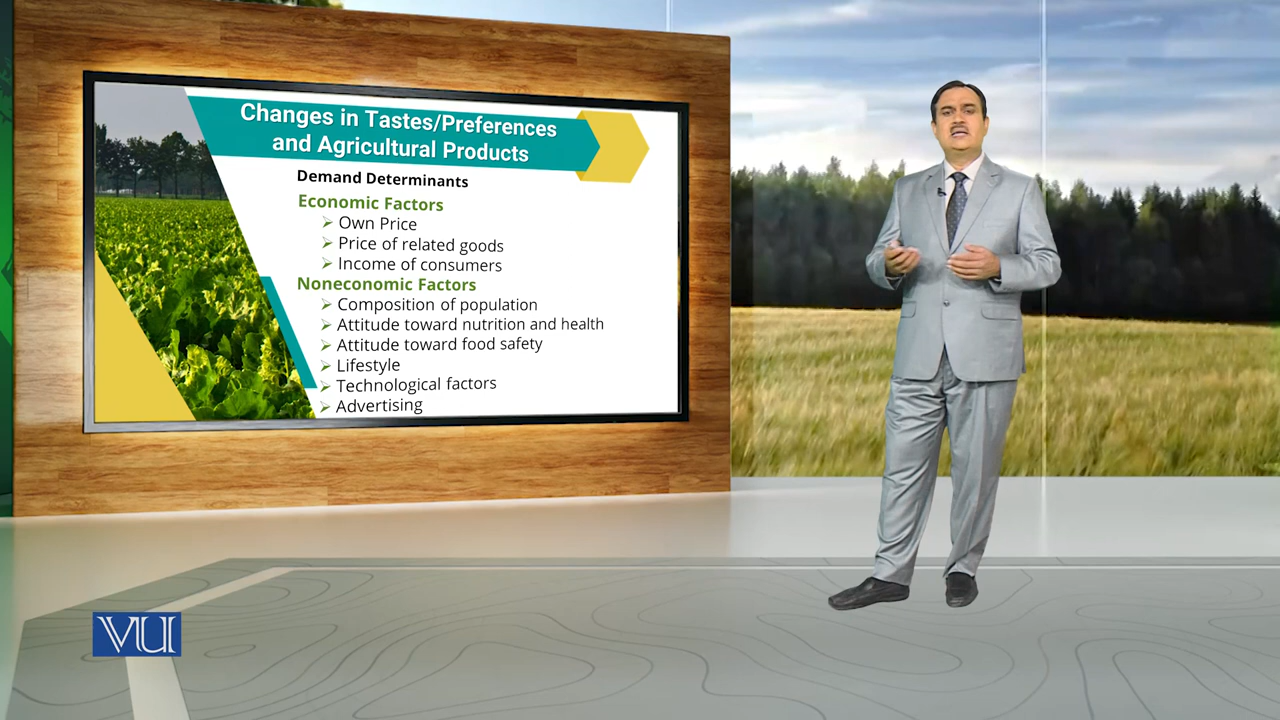 Changes in Tastes/Preferences
and Agricultural Products
Demand Determinants
Economic Factors
➢ Own Price
➢ Price of related goods
➢ Income of consumers
Noneconomic Factors
➢ Composition of population
➢ Attitude toward nutrition and health
➢ Attitude toward food safety
➢ Lifestyle
➢ Technological factors
➢ Advertising
VU